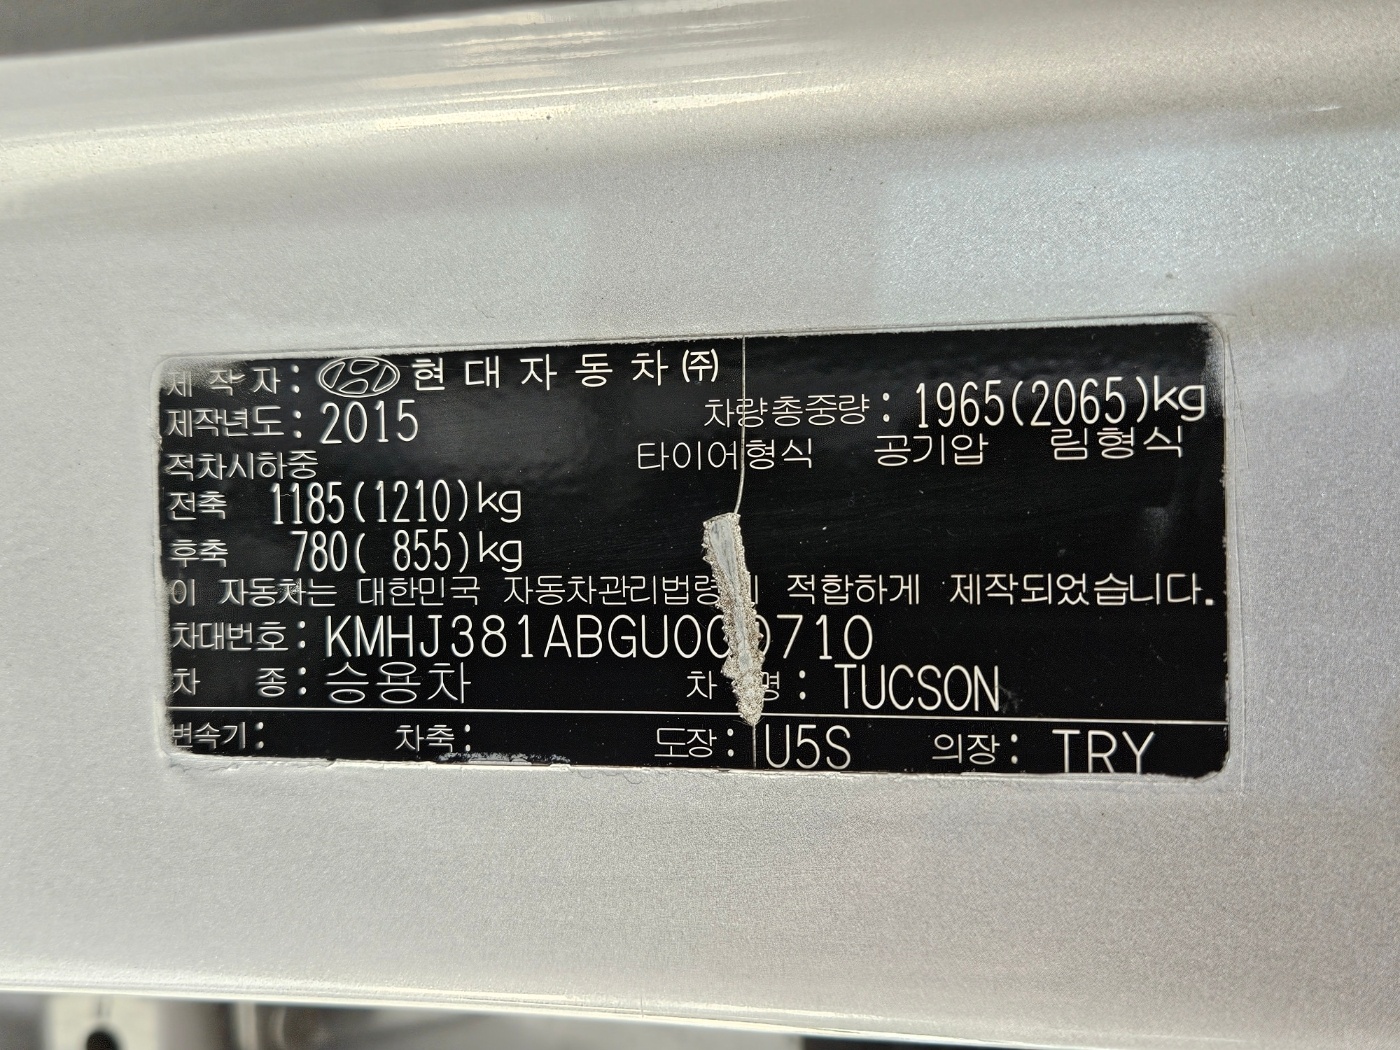 제작자: 현대자동차㈜
제작년도: 2015
차량총중량: 1965(2065)kg
적차시하중
타이어형식 공기압 림형식
전축 1185(1210)kg
후축 780( 855)kg
이 자동차는 대한민국 자동차관리법령 적합하게 제작되었습니다.
차대번호:
차 종: 승용차
차 명: TUCSON
변속기: 차축: 도장: U5S 의장: TRY